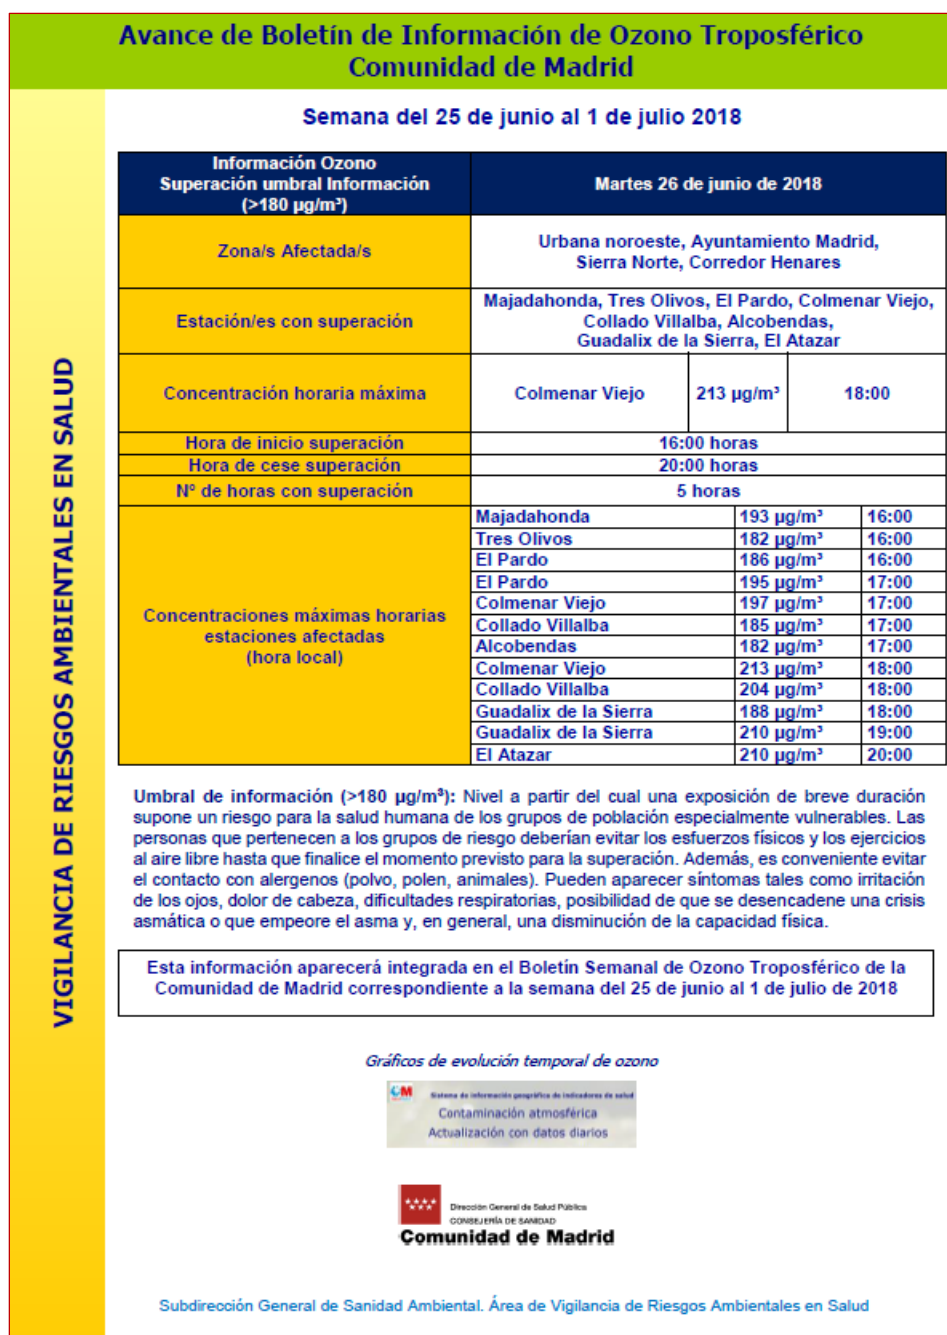 Avance de Boletín de Información de Ozono Troposférico
Comunidad de Madrid
VIGILANCIA DE RIESGOS AMBIENTALES EN SALUD
Semana del 25 de junio al 1 de julio 2018
Información Ozono
Superación umbral Información
(>180 µg/m³)
Martes 26 de junio de 2018
Zona/s Afectada/s
Urbana noroeste, Ayuntamiento Madrid,
Sierra Norte, Corredor Henares
Estación/es con superación
Majadahonda, Tres Olivos, El Pardo, Colmenar Viejo,
Collado Villalba, Alcobendas,
Guadalix de la Sierra, El Atazar
Concentración horaria máxima
Colmenar Viejo 213 µg/m³ 18:00
Hora de inicio superación 16:00 horas
Hora de cese superación 20:00 horas
Nº de horas con superación 5 horas
Concentraciones máximas horarias
estaciones afectadas
(hora local)
Majadahonda 193 µg/m³ 16:00
Tres Olivos 182 µg/m³ 16:00
El Pardo 186 µg/m³ 16:00
El Pardo 195 µg/m³ 17:00
Colmenar Viejo 197 µg/m³ 17:00
Collado Villalba 185 µg/m³ 17:00
Alcobendas 182 µg/m³ 17:00
Colmenar Viejo 213 µg/m³ 18:00
Collado Villalba 204 µg/m³ 18:00
Guadalix de la Sierra 188 µg/m³ 18:00
Guadalix de la Sierra 210 µg/m³ 19:00
El Atazar 210 µg/m³ 20:00
Umbral de información (>180 µg/m³): Nivel a partir del cual una exposición de breve duración
supone un riesgo para la salud humana de los grupos de población especialmente vulnerables. Las
personas que pertenecen a los grupos de riesgo deberían evitar los esfuerzos físicos y los ejercicios
al aire libre hasta que finalice el momento previsto para la superación. Además, es conveniente evitar
el contacto con alergenos (polvo, polen, animales). Pueden aparecer síntomas tales como irritación
de los ojos, dolor de cabeza, dificultades respiratorias, posibilidad de que se desencadene una crisis
asmática o que empeore el asma y, en general, una disminución de la capacidad física.
Esta información aparecerá integrada en el Boletín Semanal de Ozono Troposférico de la
Comunidad de Madrid correspondiente a la semana del 25 de junio al 1 de julio de 2018
Gráficos de evolución temporal de ozono
Sistema de información geográfica de indicadores de salud
Contaminación atmosférica
Actualización con datos diarios
Dirección General de Salud Pública
CONSEJERÍA DE SANIDAD
Comunidad de Madrid
Subdirección General de Sanidad Ambiental. Área de Vigilancia de Riesgos Ambientales en Salud